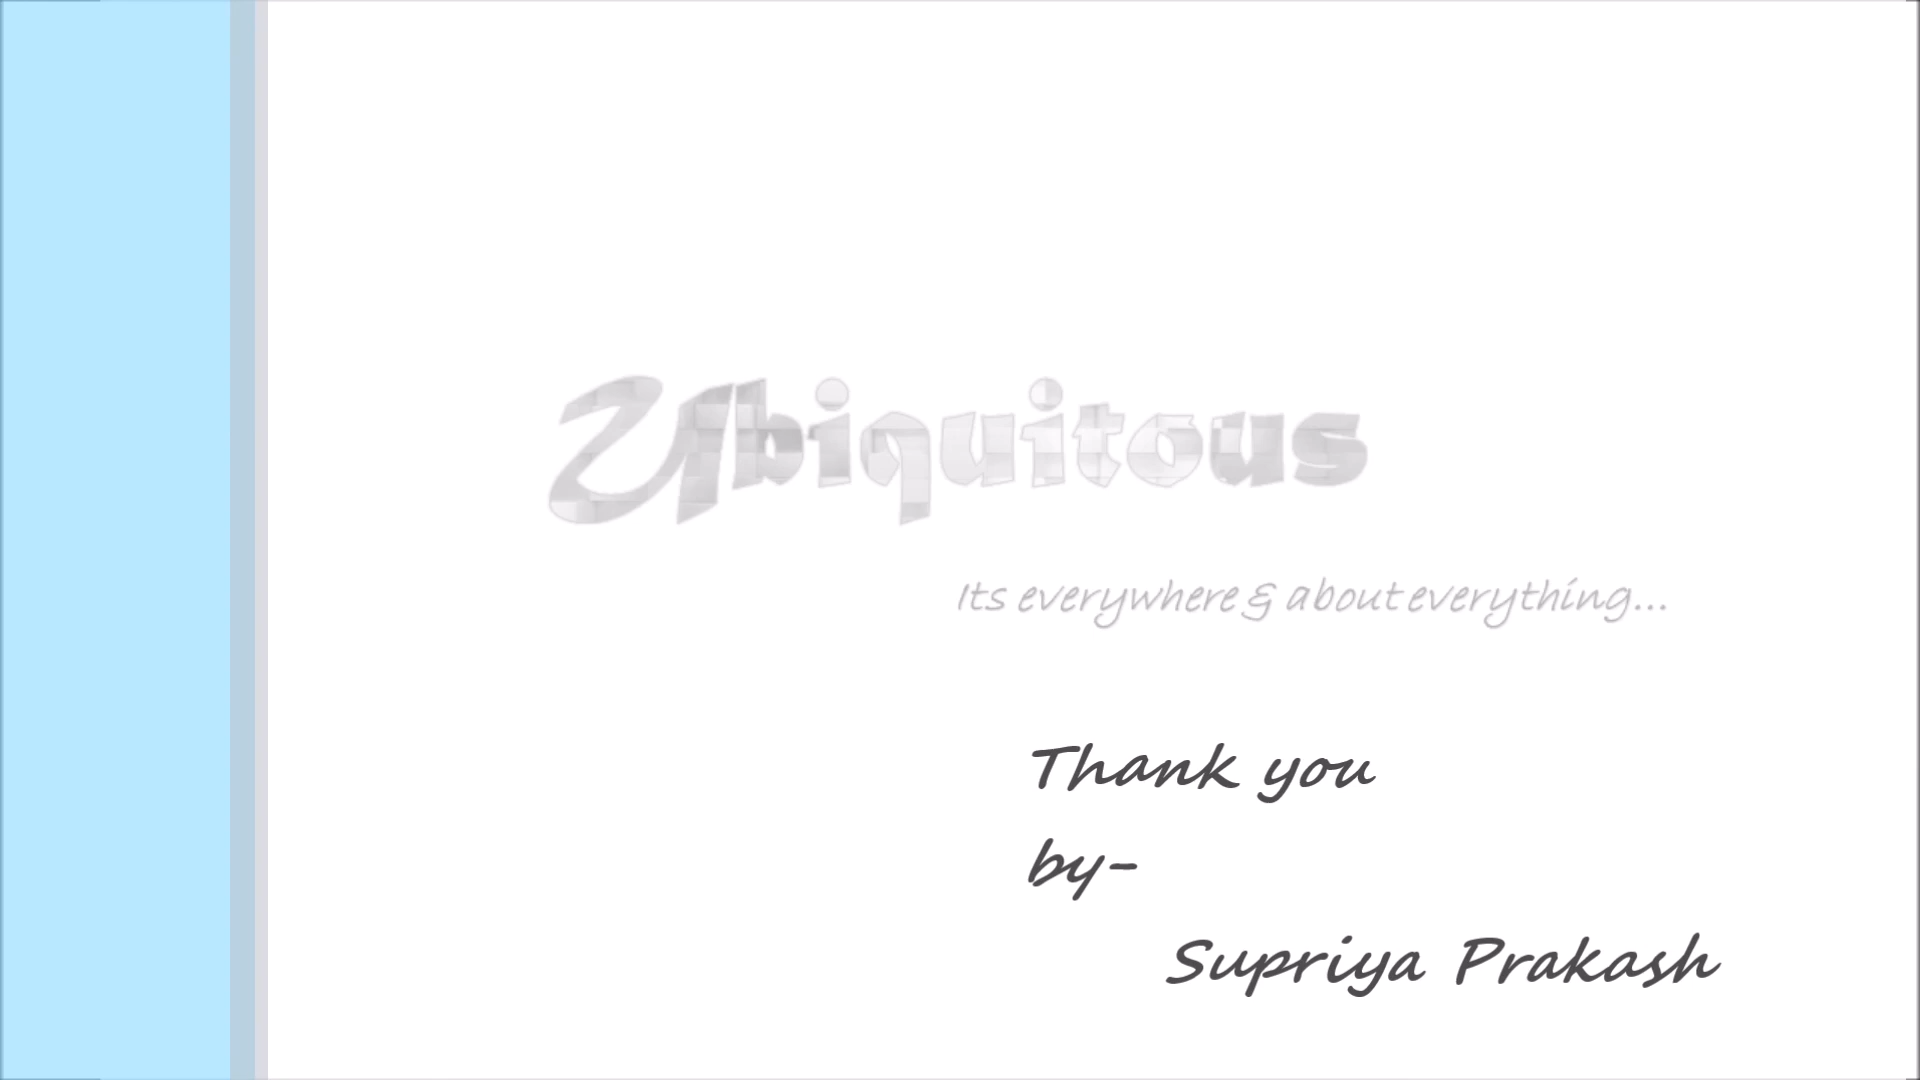 Ubiquitous
Its everywhere & about everything...
Thank you
by-
Supriya Prakash